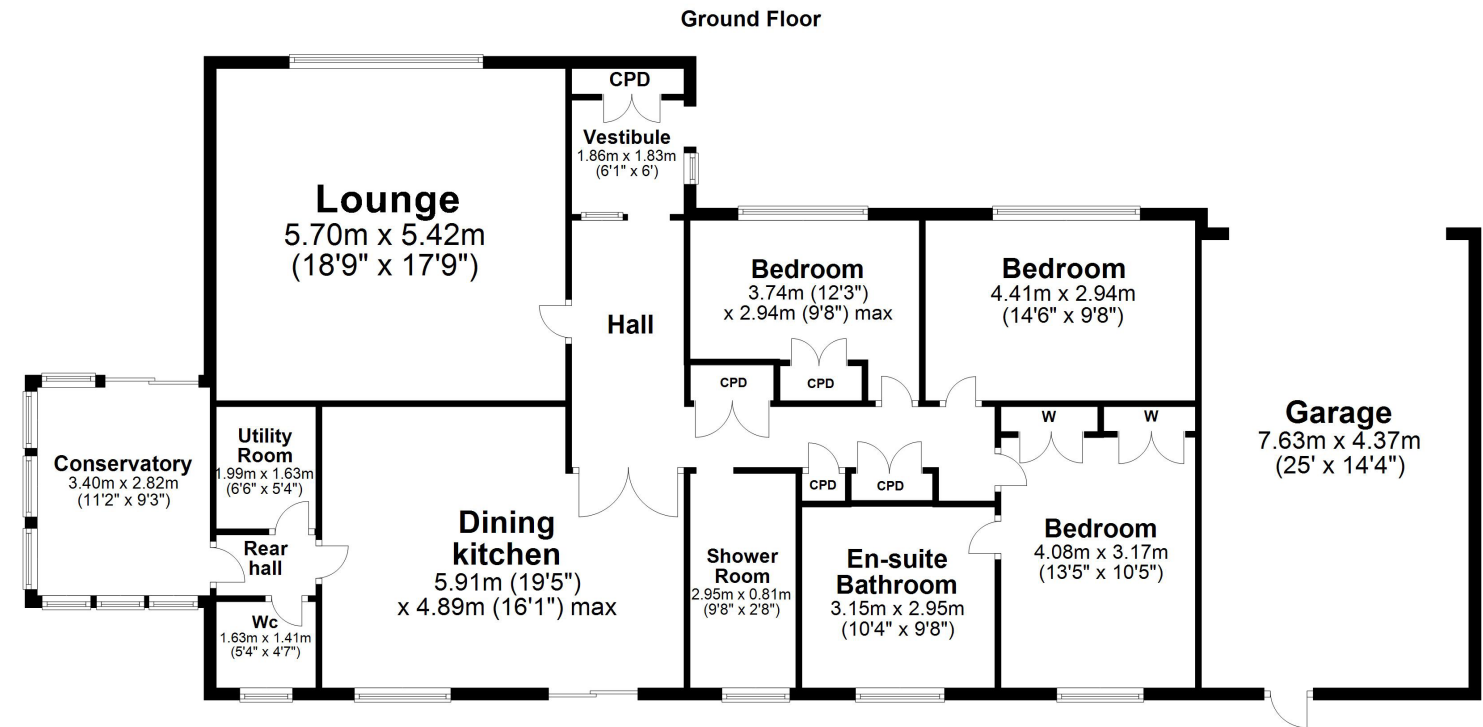 Ground Floor
CPD
Vestibule
1.86m x 1.83m
(6'1" x 6')
Lounge
5.70m x 5.42m
(18'9" x 17'9")
Hall
Bedroom
3.74m (12'3")
x 2.94m (9'8") max
CPD
CPD
Bedroom
4.41m x 2.94m
(14'6" x 9'8")
Garage
7.63m x 4.37m
(25' x 14'4")
Conservatory
3.40m x 2.82m
(11'2" x 9'3")
Utility
Room
1.99m x 1.63m
(6'6" x 5'4")
Rear
hall
Wc
1.63m x 1.41m
(5'4" x 4'7")
Dining
kitchen
5.91m (19'5")
x 4.89m (16'1") max
Shower
Room
2.95m x 0.81m
(9'8" x 2'8")
CPD
CPD
En-suite
Bathroom
3.15m x 2.95m
(10'4" x 9'8")
W
W
Bedroom
4.08m x 3.17m
(13'5" x 10'5")